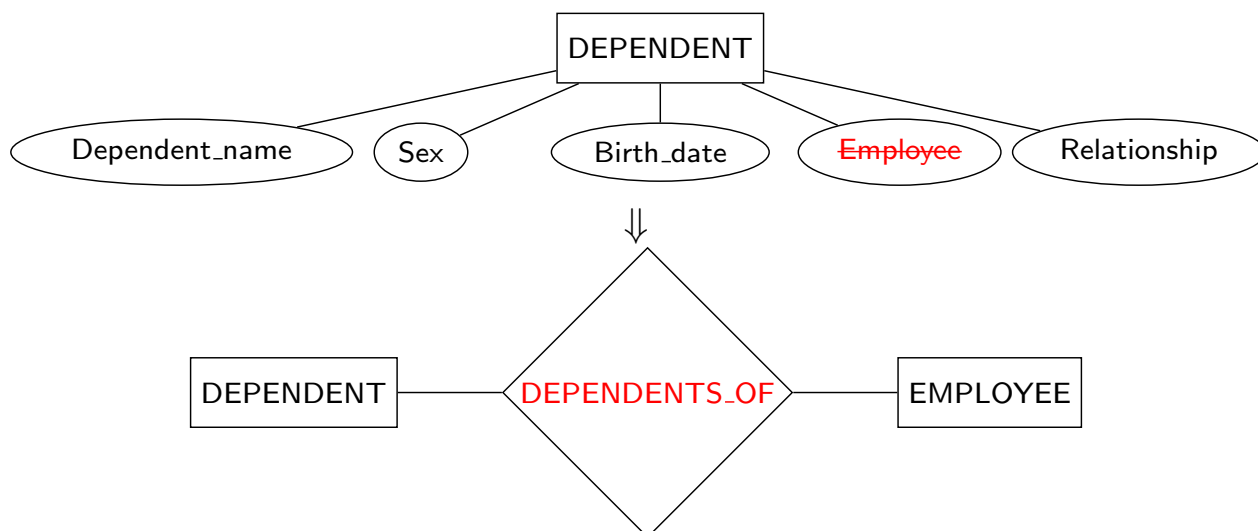 DEPENDENT
Dependent_name Sex Birth_date Employee Relationship
⇓
DEPENDENT DEPENDENTS_OF EMPLOYEE